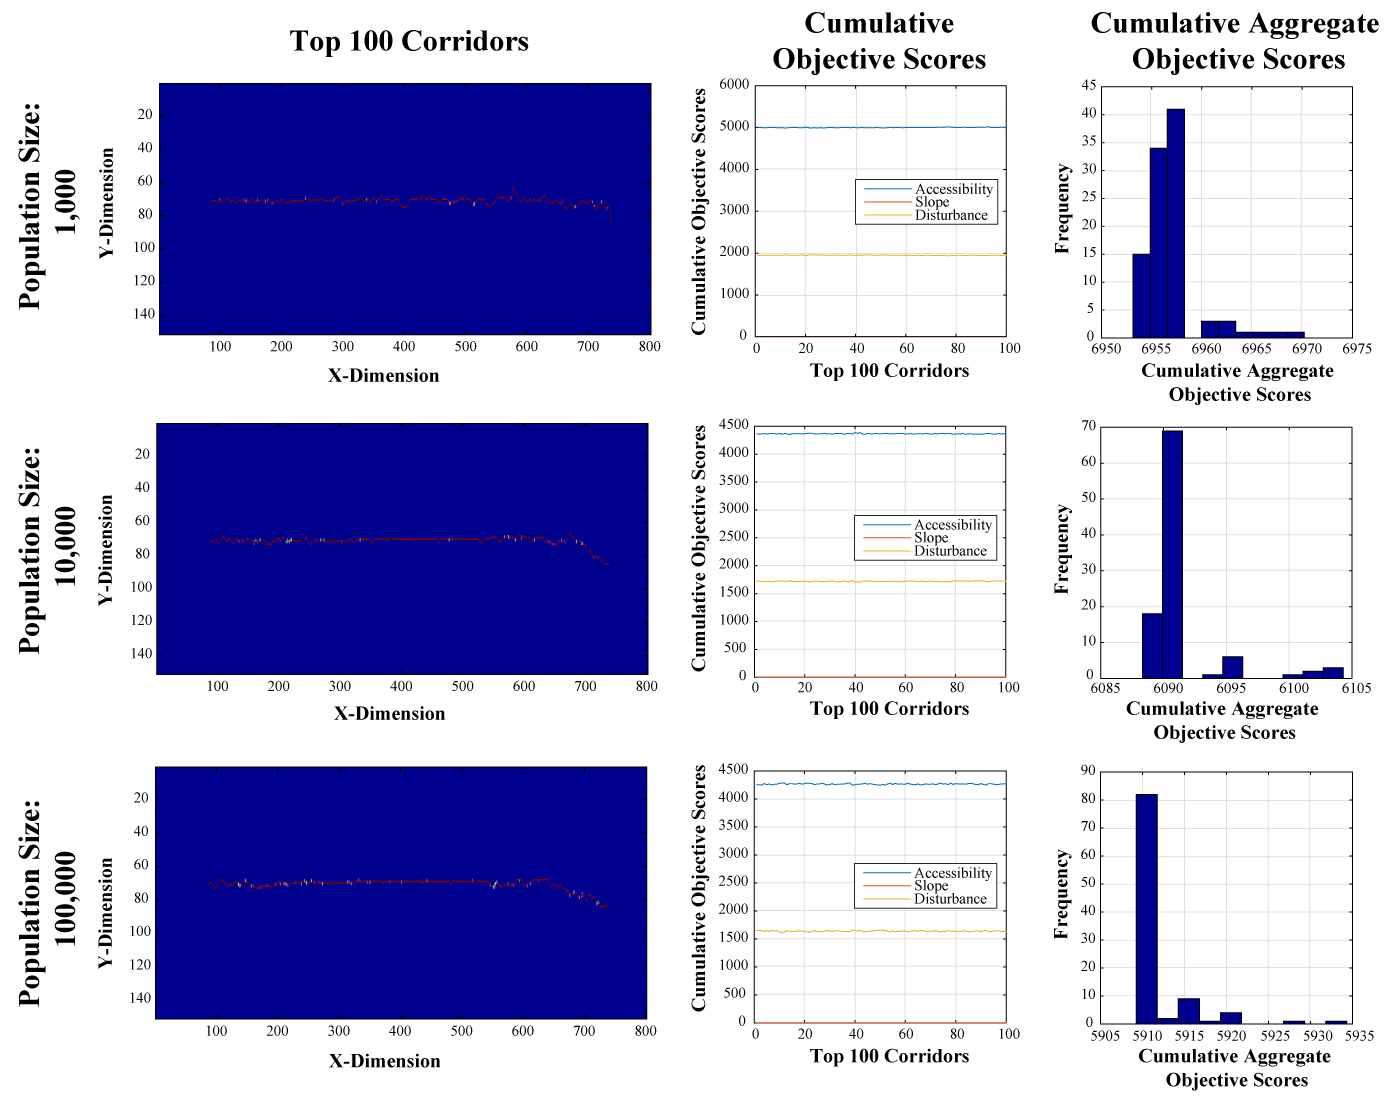 Top 100 Corridors
Cumulative
Objective Scores
Cumulative Aggregate
Objective Scores
Population Size:
1,000
Y-Dimension
20
40
60
80
100
120
140
100 200 300 400 500 600 700 800
X-Dimension
Cumulative Objective Scores
6000
5000
4000
3000
2000
1000
0
Accessibility
Slope
Disturbance
0 20 40 60 80 100
Top 100 Corridors
Frequency
45
40
35
30
25
20
15
10
5
0
6950 6955 6960 6965 6970 6975
Cumulative Aggregate
Objective Scores
Population Size:
10,000
Y-Dimension
20
40
60
80
100
120
140
100 200 300 400 500 600 700 800
X-Dimension
Cumulative Objective Scores
4500
4000
3500
3000
2500
2000
1500
1000
500
0
Accessibility
Slope
Disturbance
0 20 40 60 80 100
Top 100 Corridors
Frequency
70
60
50
40
30
20
10
0
6085 6090 6095 6100 6105
Cumulative Aggregate
Objective Scores
Population Size:
100,000
Y-Dimension
20
40
60
80
100
120
140
100 200 300 400 500 600 700 800
X-Dimension
Cumulative Objective Scores
4500
4000
3500
3000
2500
2000
1500
1000
500
0
Accessibility
Slope
Disturbance
0 20 40 60 80 100
Top 100 Corridors
Frequency
90
80
70
60
50
40
30
20
10
0
5905 5910 5915 5920 5925 5930 5935
Cumulative Aggregate
Objective Scores